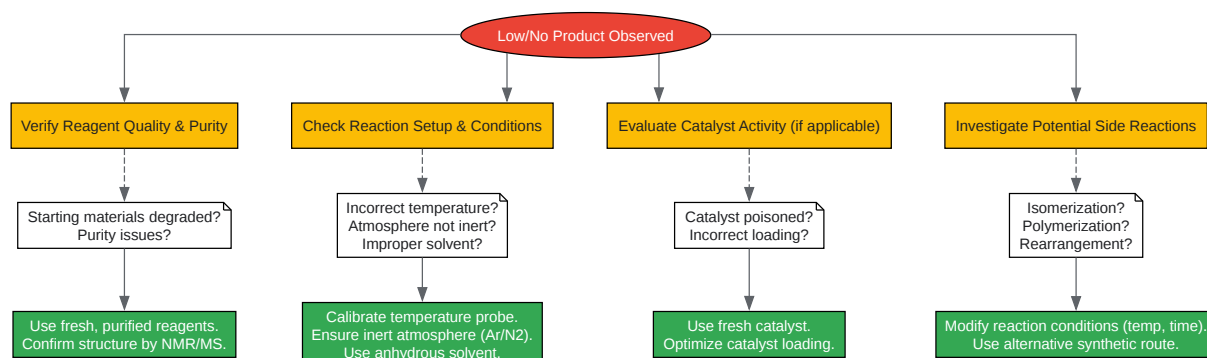 Low/No Product Observed
Verify Reagent Quality & Purity
Check Reaction Setup & Conditions
Evaluate Catalyst Activity (if applicable)
Investigate Potential Side Reactions
Starting materials degraded?
Purity issues?
Incorrect temperature?
Atmosphere not inert?
Improper solvent?
Catalyst poisoned?
Incorrect loading?
Isomerization?
Polymerization?
Rearrangement?
Use fresh, purified reagents.
Confirm structure by NMR/MS.
Calibrate temperature probe.
Ensure inert atmosphere (Ar/N2).
Use anhydrous solvent.
Use fresh catalyst.
Optimize catalyst loading.
Modify reaction conditions (temp, time).
Use alternative synthetic route.